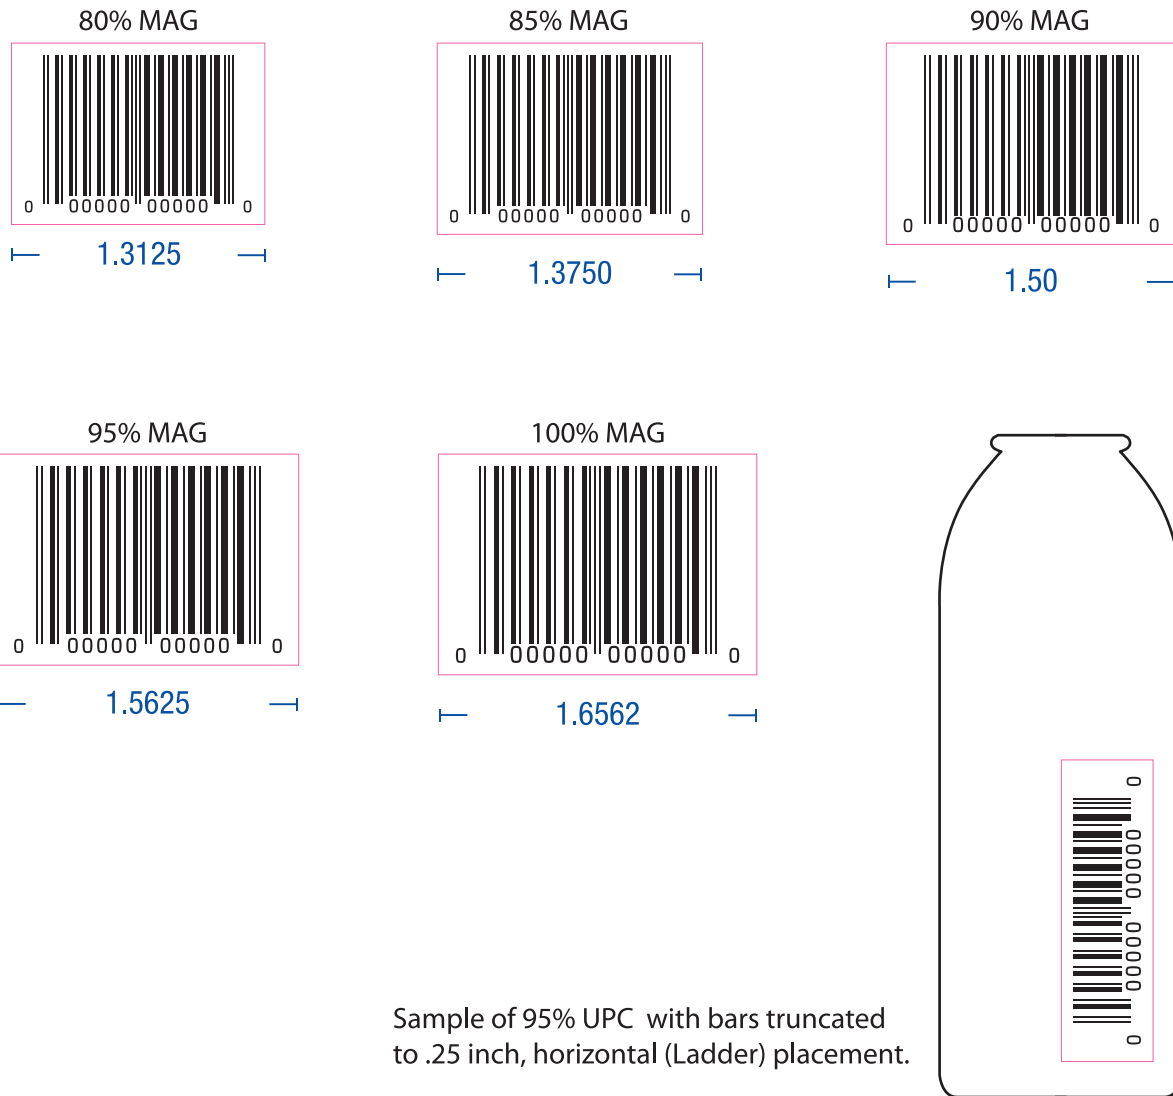 80% MAG
85% MAG
90% MAG
0 00000 00000 0
0 00000 00000 0
0 00000 00000 0
1.3125
1.3750
1.50
95% MAG
100% MAG
0 00000 00000 0
0 00000 00000 0
1.5625
1.6562
0 00000 00000 0
Sample of 95% UPC with bars truncated
to .25 inch, horizontal (Ladder) placement.